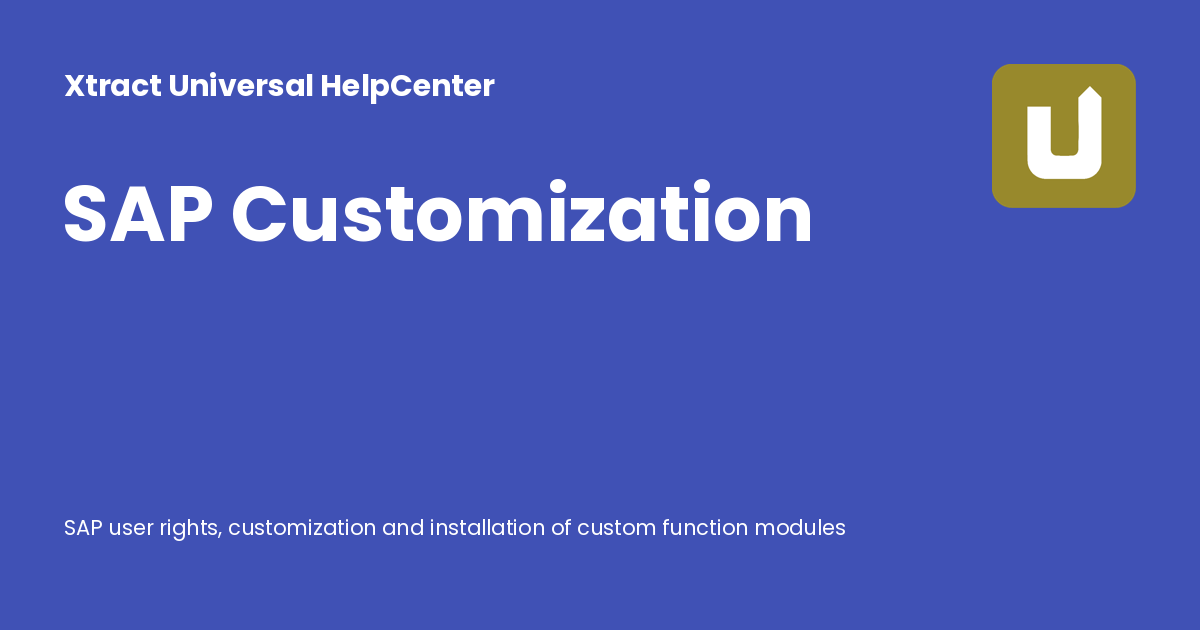 Xtract Universal HelpCenter
SAP Customization
SAP user rights, customization and installation of custom function modules